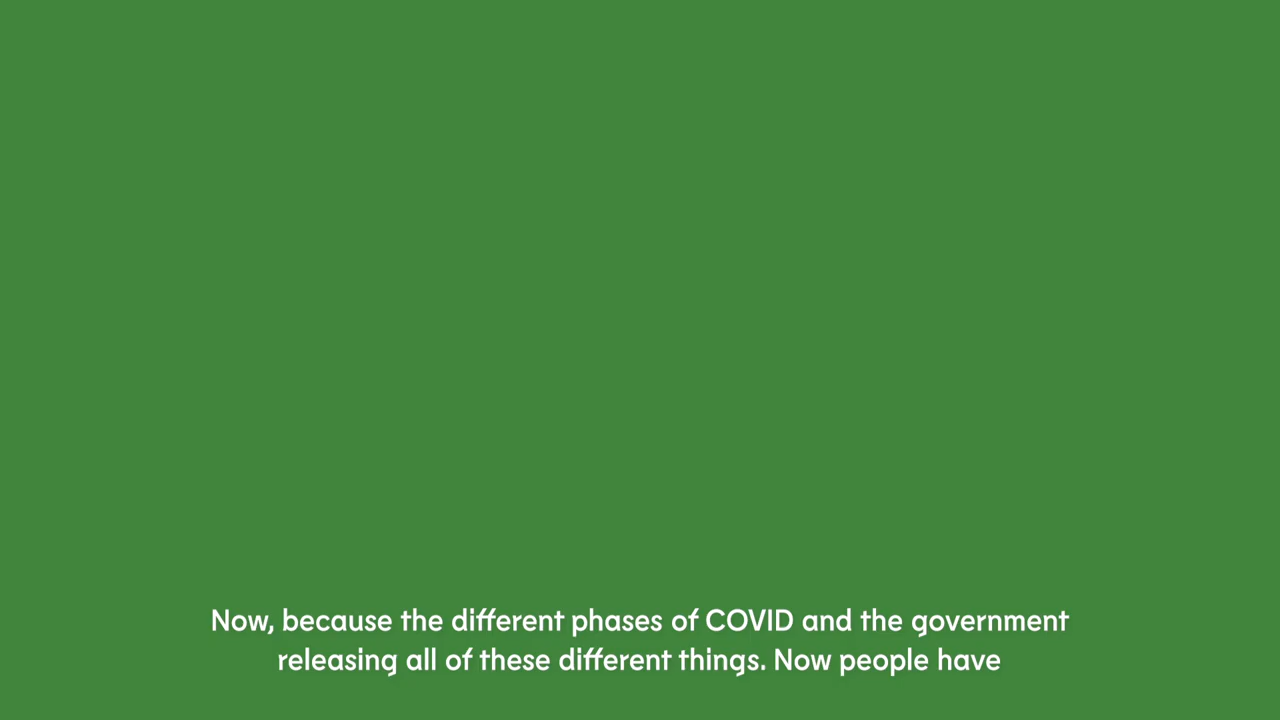 Now, because the different phases of COVID and the government
releasing all of these different things. Now people have